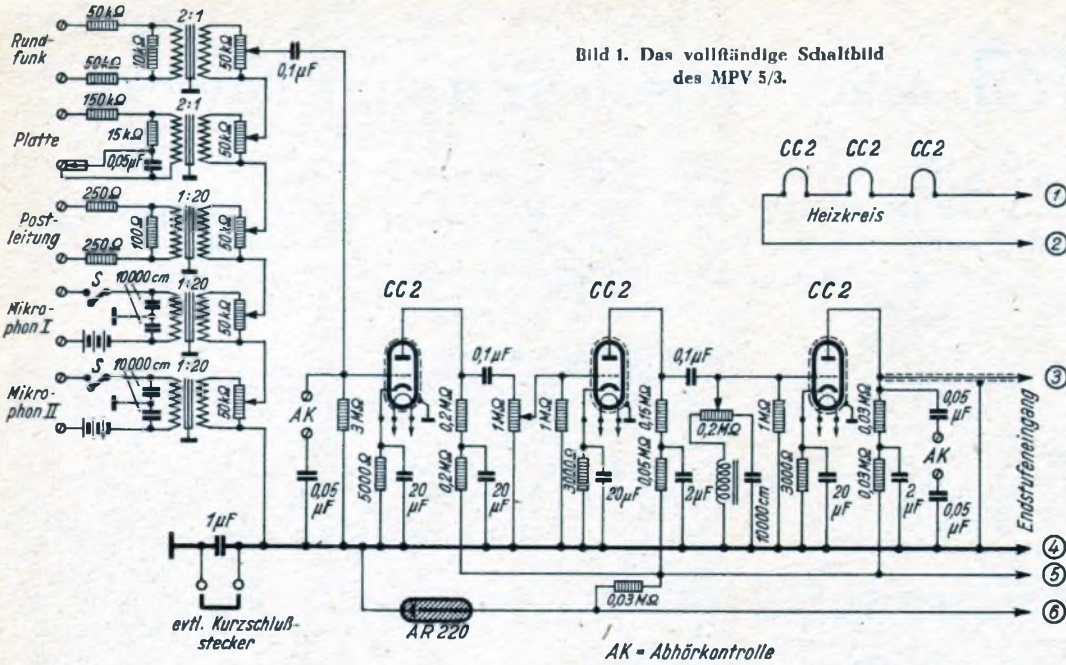 Bild 1. Das vollständige Schaltbild
des MPV 5/3.
Rund-
funk
50kΩ
50kΩ
10kΩ
2:1
50kΩ
0,1µF
Platte
150kΩ
15kΩ
0,05µF
2:1
50kΩ
Post-
leitung
250Ω
250Ω
100Ω
1:20
50kΩ
Mikro-
phon I
S
10000cm
1:20
50kΩ
Mikro-
phon II
S
10000cm
1:20
50kΩ
CC2
CC2
CC2
Heizkreis
1
2
CC2
CC2
CC2
AK
0,05
µF
3MΩ
5000Ω
20
µF
0,2MΩ
0,2MΩ
0,1µF
20
µF
1MΩ
1MΩ
3000Ω
20µF
0,15MΩ
0,05MΩ
0,1µF
2µF
0,2MΩ
10000cm
1MΩ
3000Ω
20
µF
0,03MΩ
0,03MΩ
2
µF
0,05
µF
AK
0,05
µF
Endstufeneingang
3
4
5
6
1µF
evtl. Kurzschluß-
stecker
AR 220
0,03MΩ
AK = Abhörkontrolle